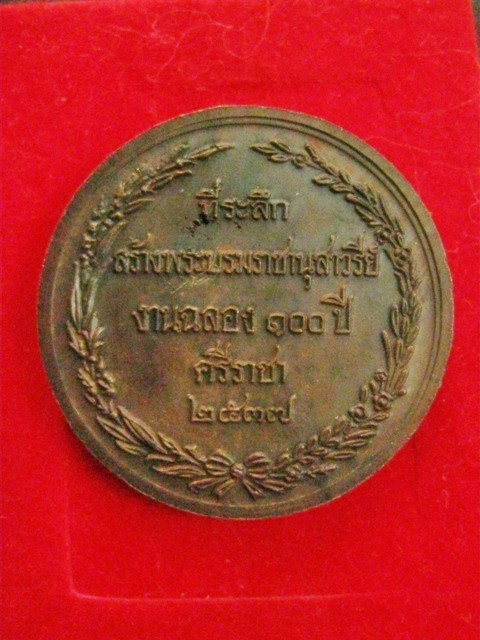 ที่ระลึก
สร้างพระบรมราชานุสาวรีย์
งานฉลอง ๑๐๐ ปี
ศรีราชา
๒๕๓๗